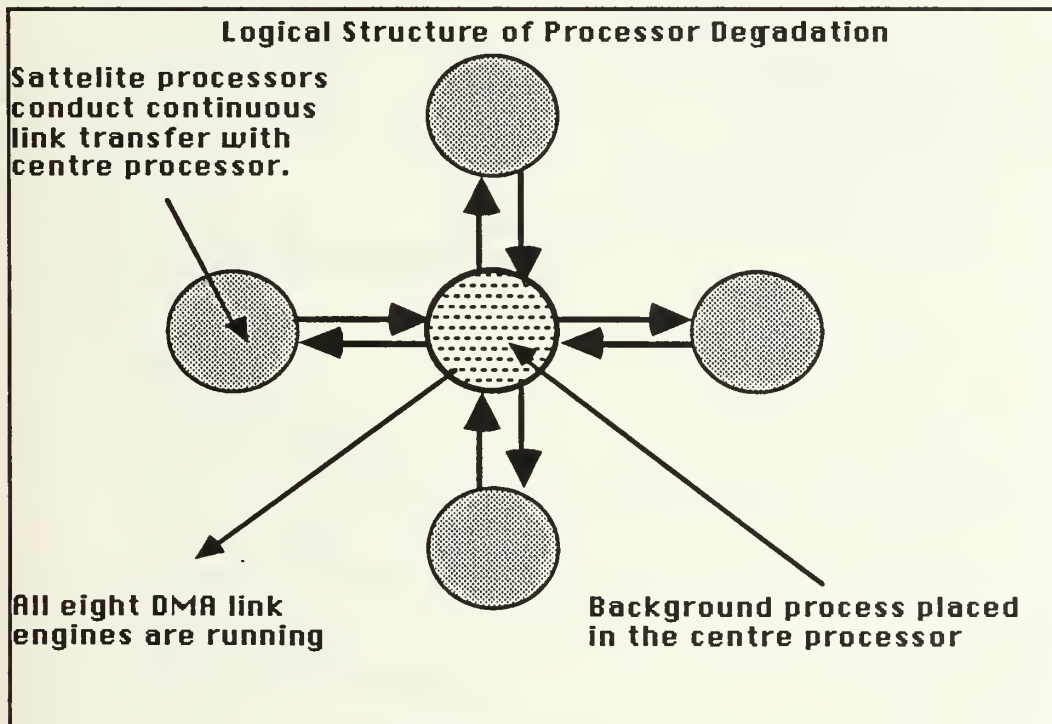 Logical Structure of Processor Degradation
Sattelite processors
conduct continuous
link transfer with
centre processor.
All eight DMA link
engines are running
Background process placed
in the centre processor